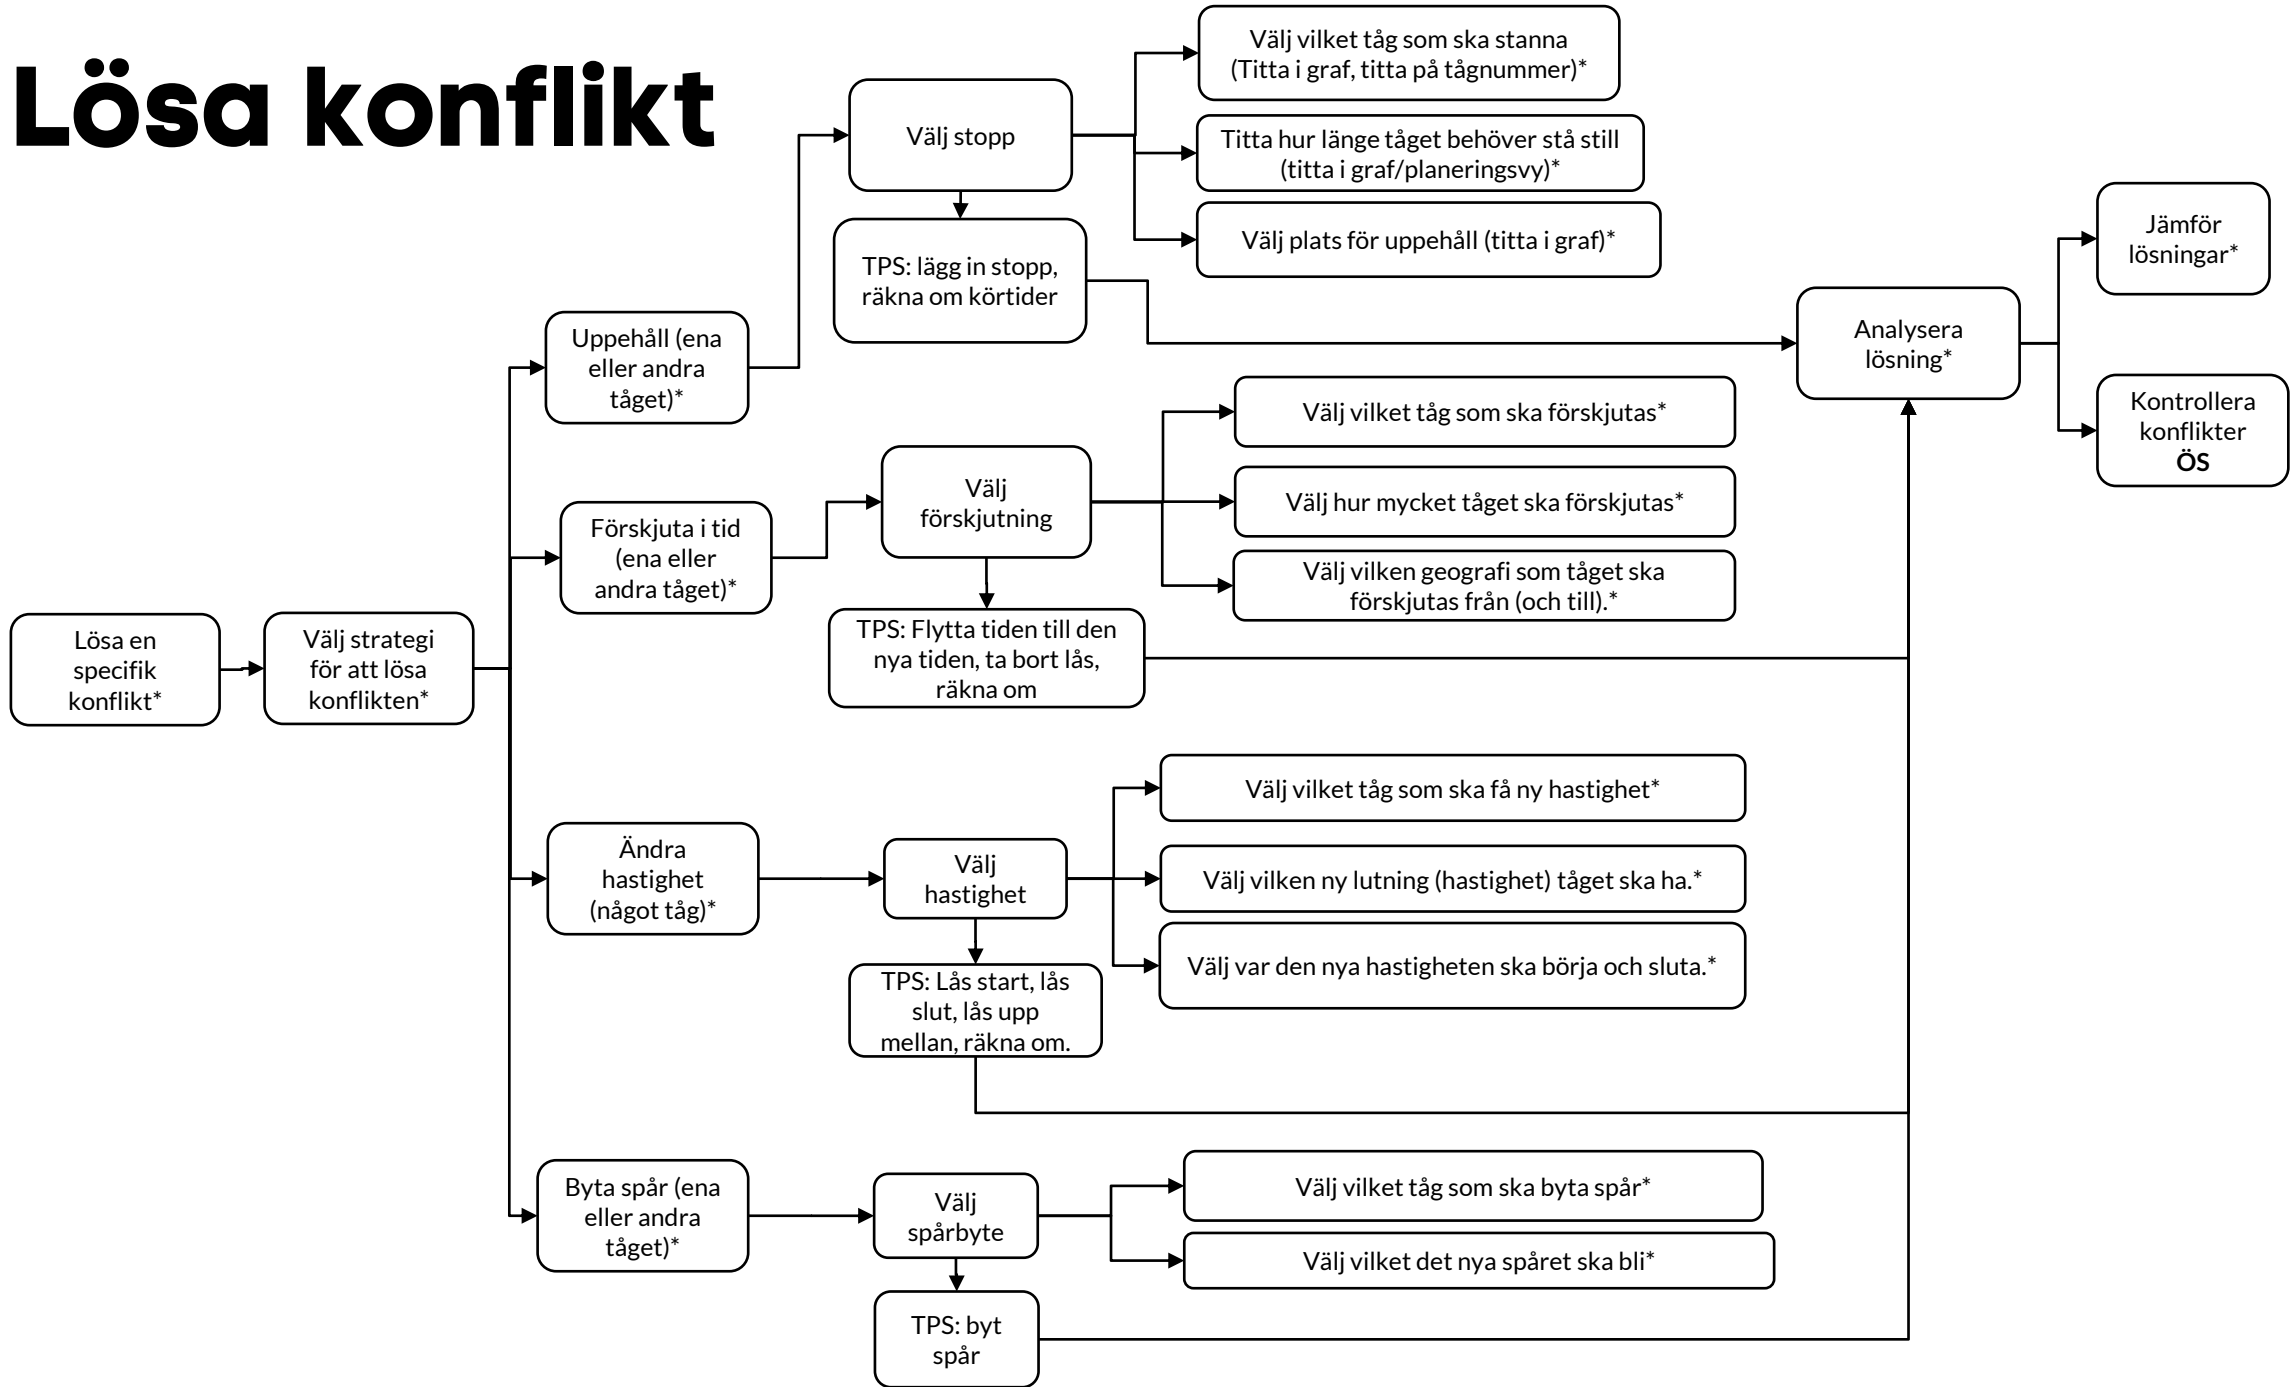 Lösa konflikt
Lösa en
specifik
konflikt*
Välj strategi
för att lösa
konflikten*
Uppehåll (ena
eller andra
tåget)*
Välj stopp
Välj vilket tåg som ska stanna
(Titta i graf, titta på tågnummer)*
Titta hur länge tåget behöver stå still
(titta i graf/planeringsvy)*
Välj plats för uppehåll (titta i graf)*
TPS: lägg in stopp,
räkna om körtider
Förskjuta i tid
(ena eller
andra tåget)*
Välj
förskjutning
Välj vilket tåg som ska förskjutas*
Välj hur mycket tåget ska förskjutas*
Välj vilken geografi som tåget ska
förskjutas från (och till).*
TPS: Flytta tiden till den
nya tiden, ta bort lås,
räkna om
Ändra
hastighet
(något tåg)*
Välj
hastighet
Välj vilket tåg som ska få ny hastighet*
Välj vilken ny lutning (hastighet) tåget ska ha.*
Välj var den nya hastigheten ska börja och sluta.*
TPS: Lås start, lås
slut, lås upp
mellan, räkna om.
Byta spår (ena
eller andra
tåget)*
Välj
spårbyte
Välj vilket tåg som ska byta spår*
Välj vilket det nya spåret ska bli*
TPS: byt
spår
Analysera
lösning*
Jämför
lösningar*
Kontrollera
konflikter
ÖS